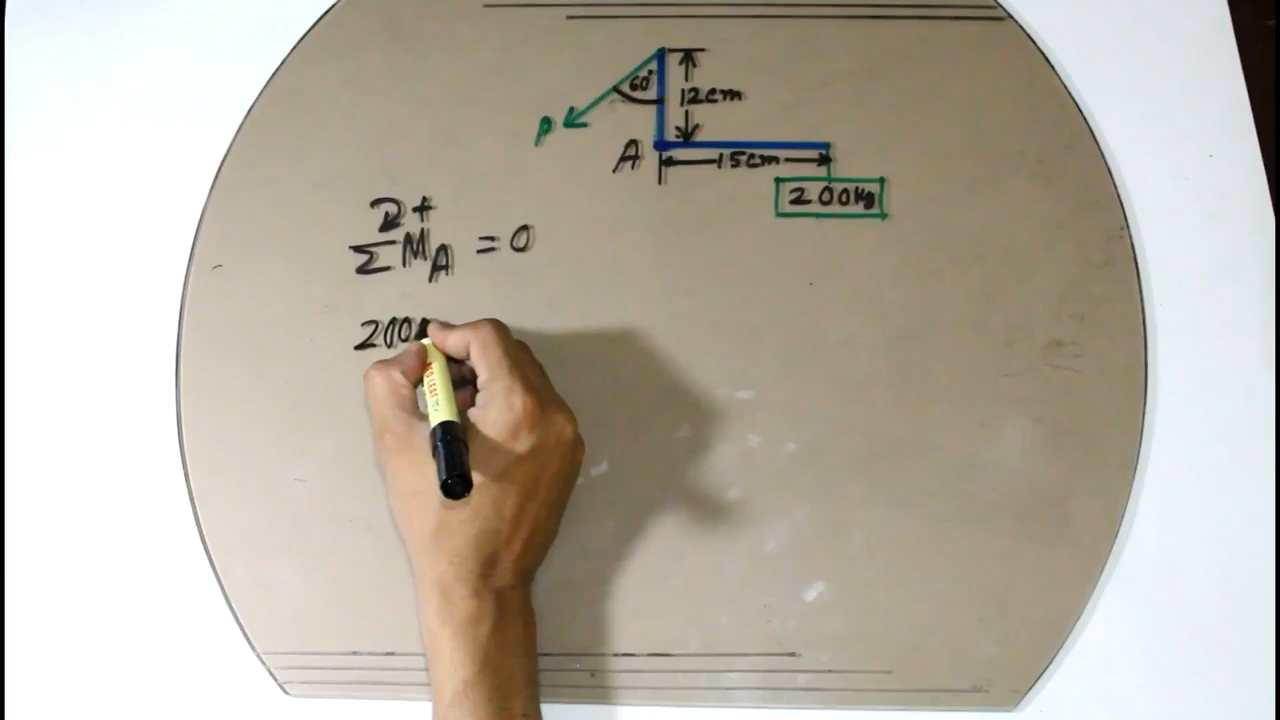 60°
12cm
P
A
15cm
200kg
+
ΣM_A = 0
200